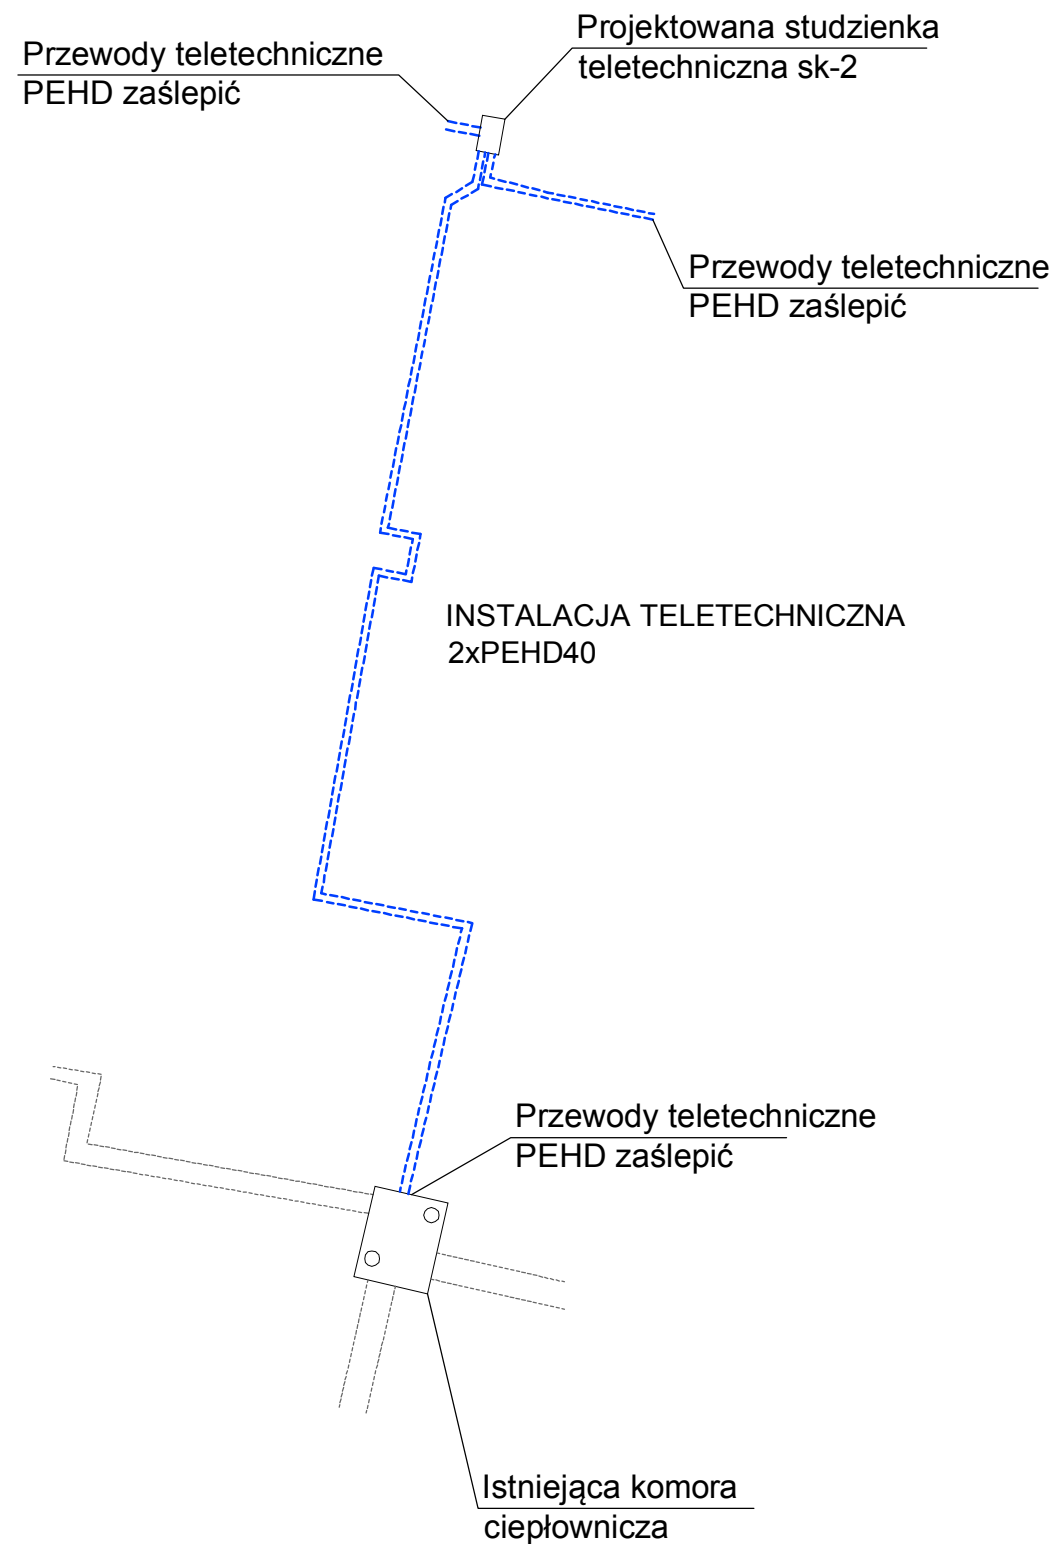 Projektowana studzienka
teletechniczna sk-2
Przewody teletechniczne
PEHD zaślepić
Przewody teletechniczne
PEHD zaślepić
INSTALACJA TELETECHNICZNA
2xPEHD40
Przewody teletechniczne
PEHD zaślepić
Istniejąca komora
ciepłownicza